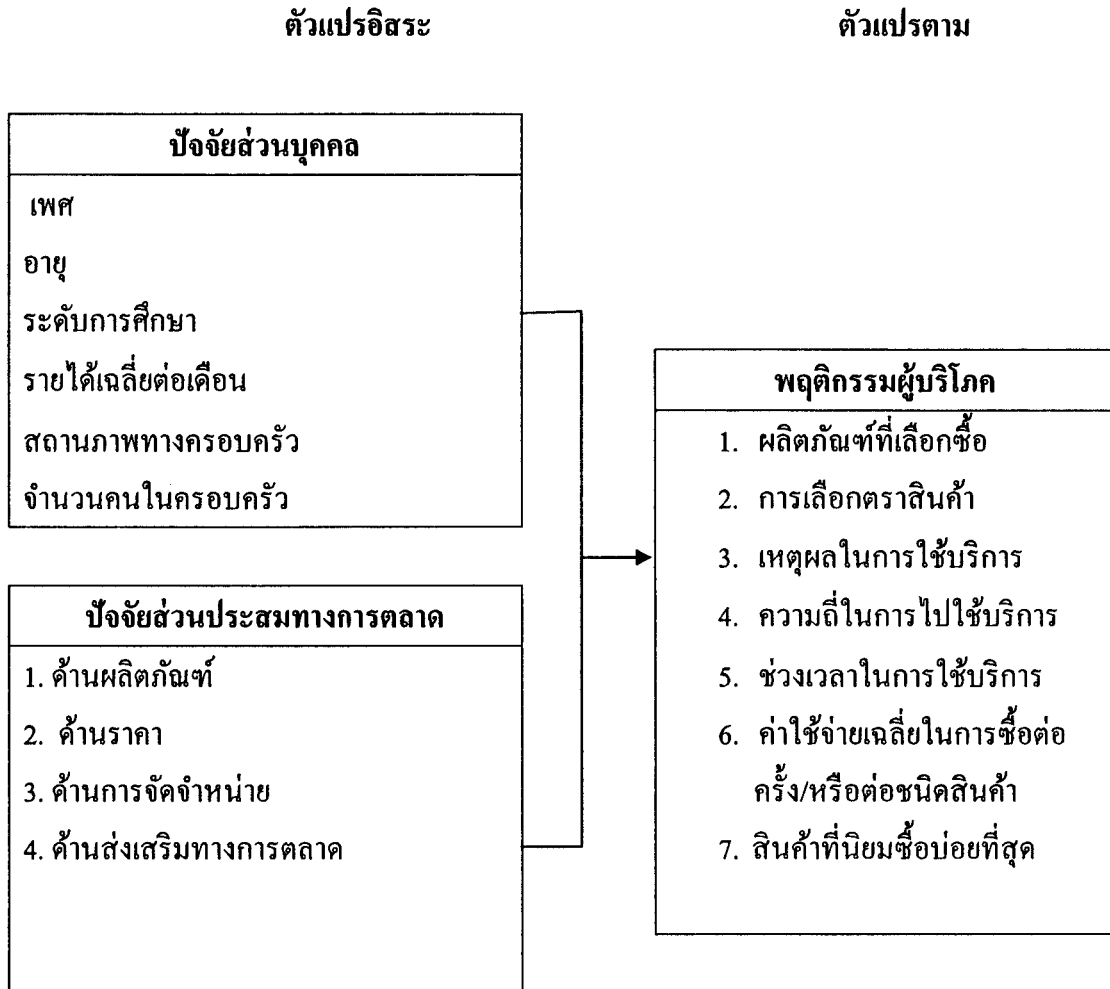 ตัวแปรอิสระ
ตัวแปรตาม
ปัจจัยส่วนบุคคล
เพศ
อายุ
ระดับการศึกษา
รายได้เฉลี่ยต่อเดือน
สถานภาพทางครอบครัว
จำนวนคนในครอบครัว
ปัจจัยส่วนประสมทางการตลาด
1. ด้านผลิตภัณฑ์
2. ด้านราคา
3. ด้านการจัดจำหน่าย
4. ด้านส่งเสริมทางการตลาด
พฤติกรรมผู้บริโภค
1. ผลิตภัณฑ์ที่เลือกซื้อ
2. การเลือกตราสินค้า
3. เหตุผลในการใช้บริการ
4. ความถี่ในการไปใช้บริการ
5. ช่วงเวลาในการใช้บริการ
6. ค่าใช้จ่ายเฉลี่ยในการซื้อต่อ
ครั้ง/หรือต่อชนิดสินค้า
7. สินค้าที่นิยมซื้อบ่อยที่สุด